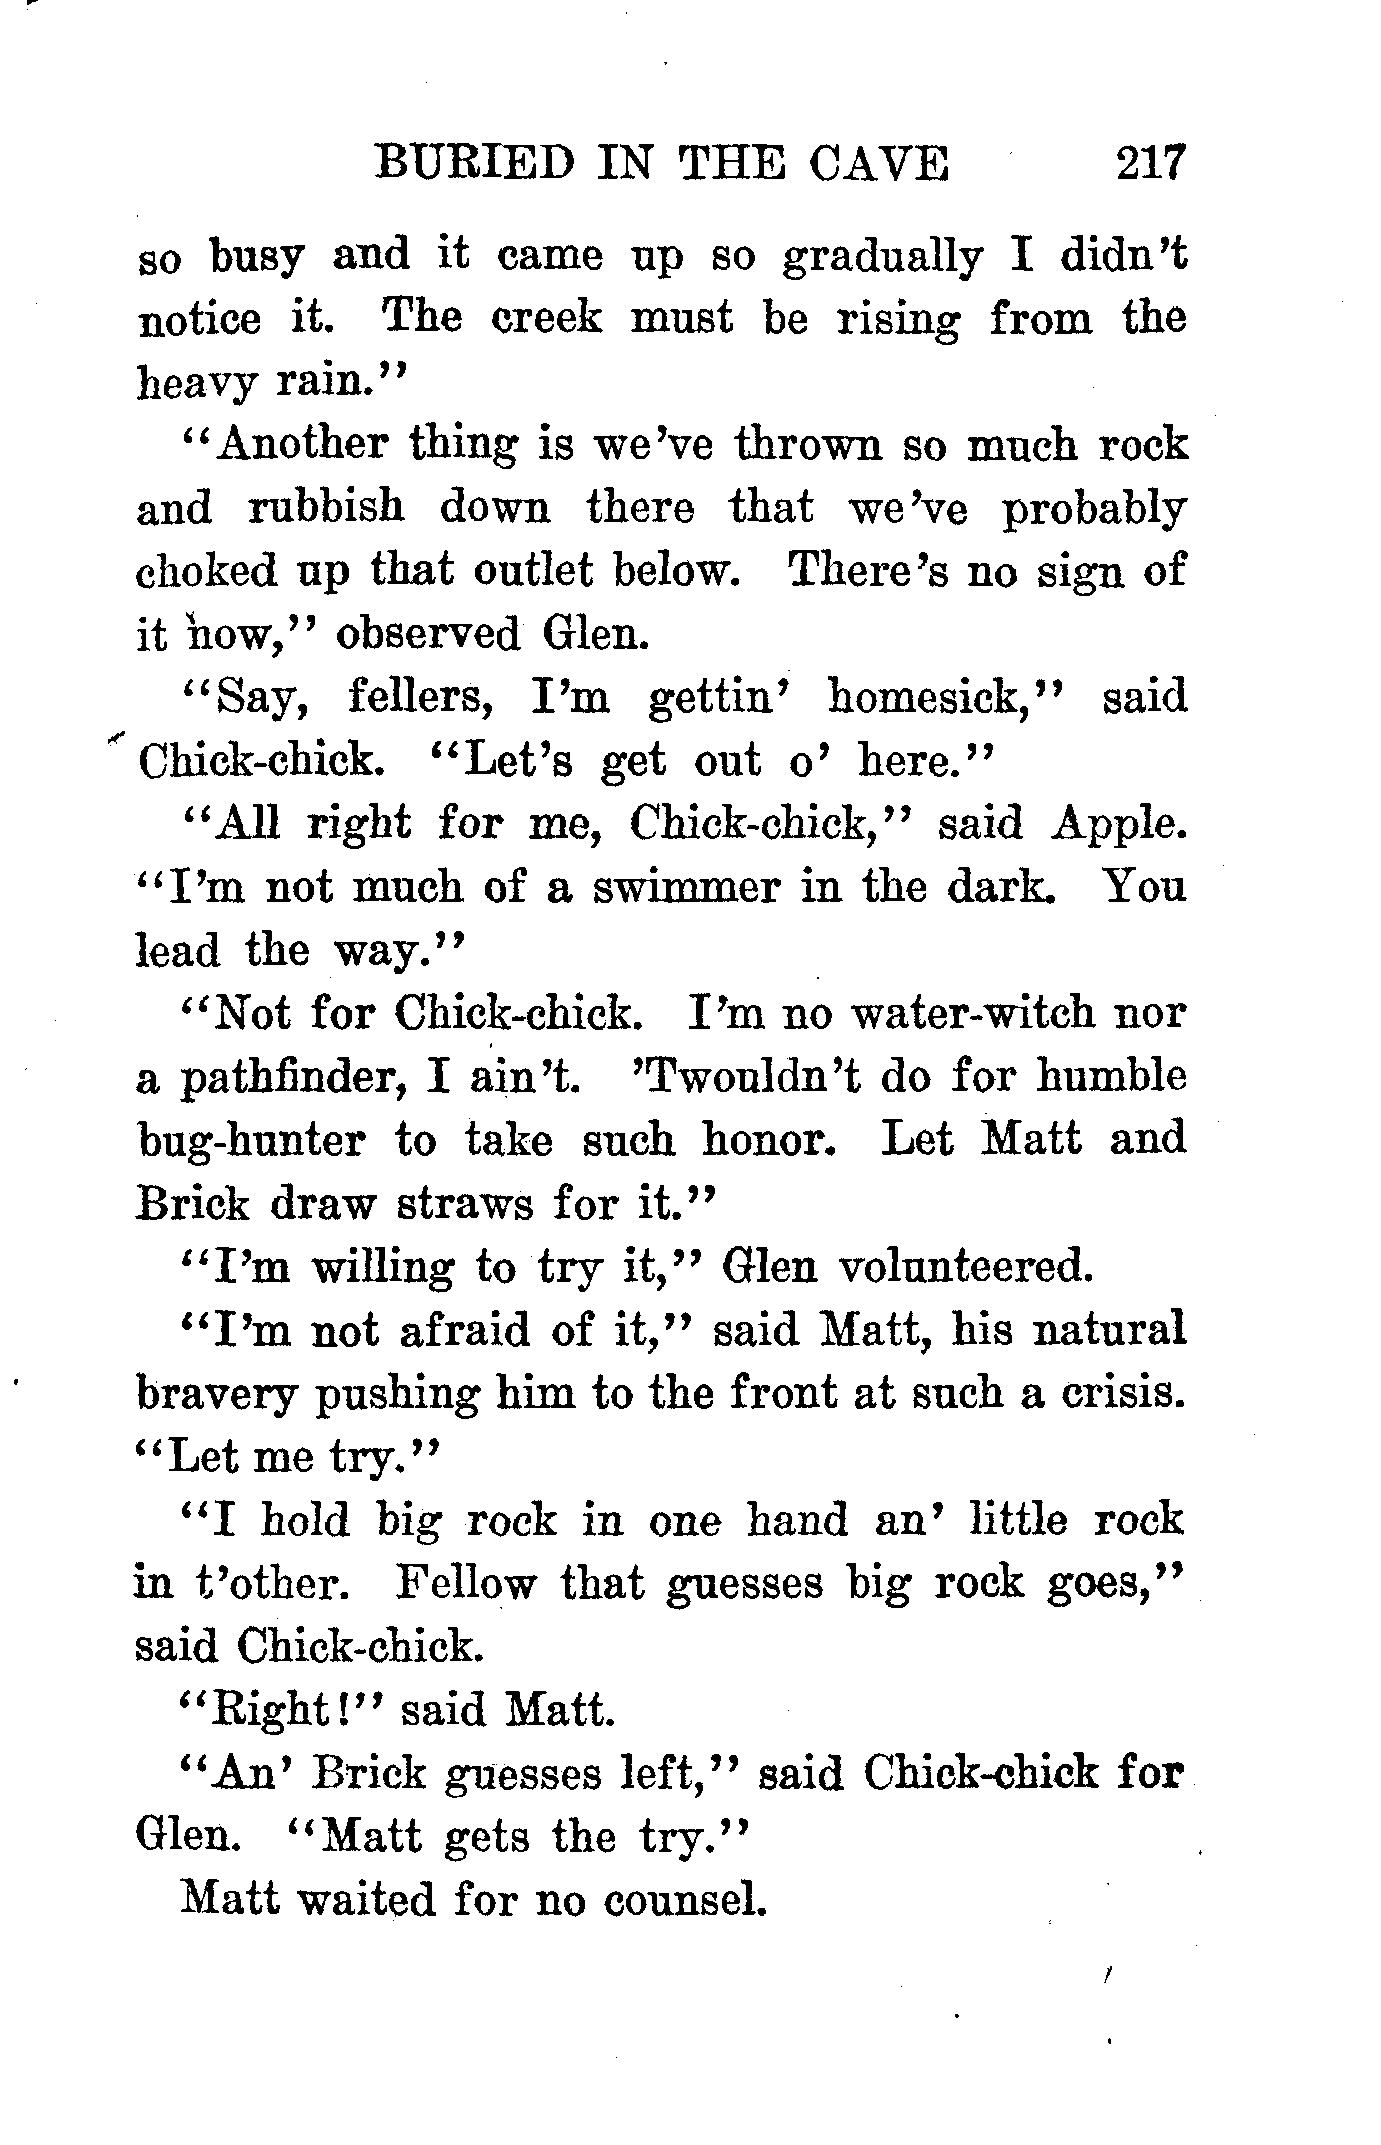 BURIED IN THE CAVE 217
so busy and it came up so gradually I didn't
notice it. The creek must be rising from the
heavy rain."
"Another thing is we've thrown so much rock
and rubbish down there that we've probably
choked up that outlet below. There's no sign of
it now," observed Glen.
"Say, fellers, I'm gettin' homesick," said
Chick-chick. "Let's get out o' here."
"All right for me, Chick-chick," said Apple.
"I'm not much of a swimmer in the dark. You
lead the way."
"Not for Chick-chick. I'm no water-witch nor
a pathfinder, I ain't. 'Twouldn't do for humble
bug-hunter to take such honor. Let Matt and
Brick draw straws for it."
"I'm willing to try it," Glen volunteered.
"I'm not afraid of it," said Matt, his natural
bravery pushing him to the front at such a crisis.
"Let me try."
"I hold big rock in one hand an' little rock
in t'other. Fellow that guesses big rock goes,"
said Chick-chick.
"Right!" said Matt.
"An' Brick guesses left," said Chick-chick for
Glen. "Matt gets the try."
Matt waited for no counsel.